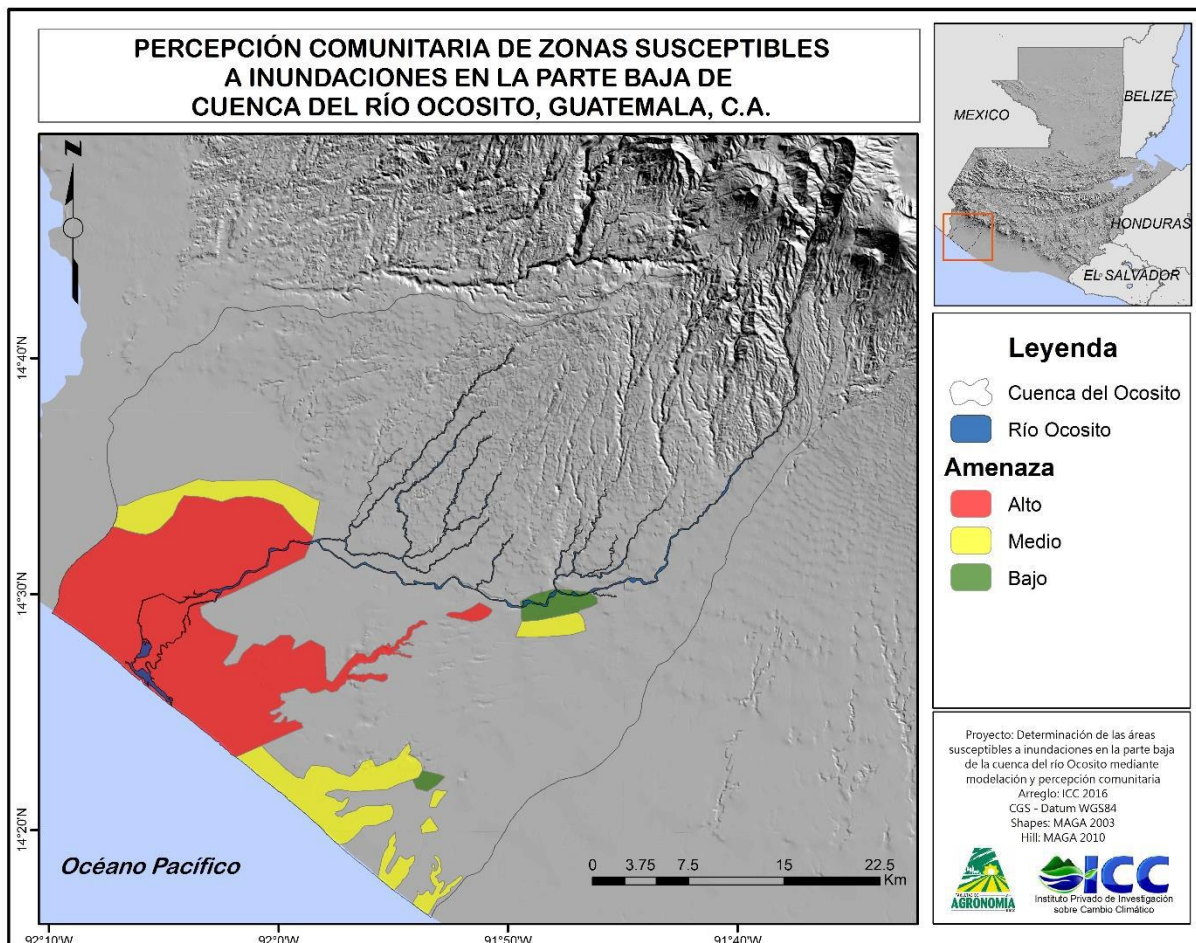 PERCEPCIÓN COMUNITARIA DE ZONAS SUSCEPTIBLES
A INUNDACIONES EN LA PARTE BAJA DE
CUENCA DEL RÍO OCOSITO, GUATEMALA, C.A.
Z
14°40'N
14°30'N
14°20'N
Océano Pacífico
0 3.75 7.5 15 22.5
Km
92°10'W 92°0'W 91°50'W 91°40'W
MEXICO
BELIZE
HONDURAS
EL SALVADOR
Leyenda
Cuenca del Ocosito
Río Ocosito
Amenaza
Alto
Medio
Bajo
Proyecto: Determinación de las áreas
susceptibles a inundaciones en la parte baja
de la cuenca del río Ocosito mediante
modelación y percepción comunitaria
Arreglo: ICC 2016
CGS - Datum WGS84
Shapes: MAGA 2003
Hill: MAGA 2010
AGRONOMÍA
ICC
Instituto Privado de Investigación
sobre Cambio Climático